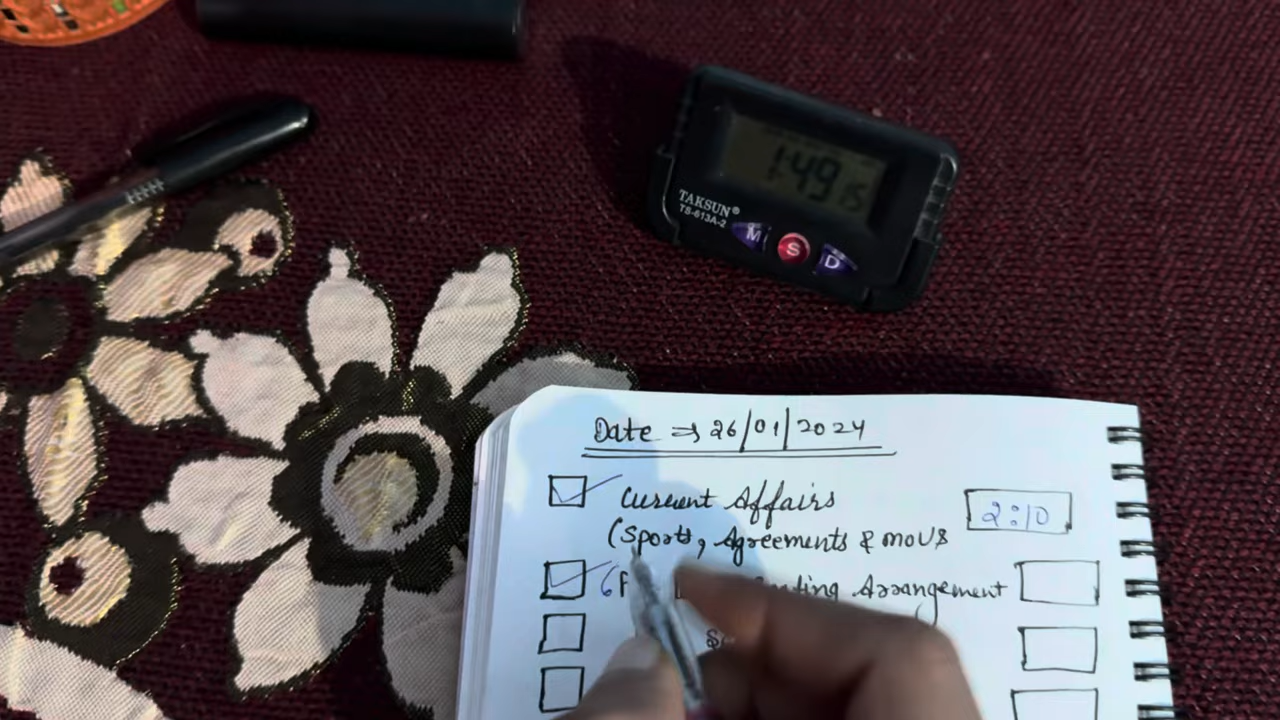 1:49 15
TAKSUN®
TS-613A-2
M S D
Date ⇒ 26/01/2024
Current Affairs
2:10
(Sports, Agreements & MOUs
Arrangement